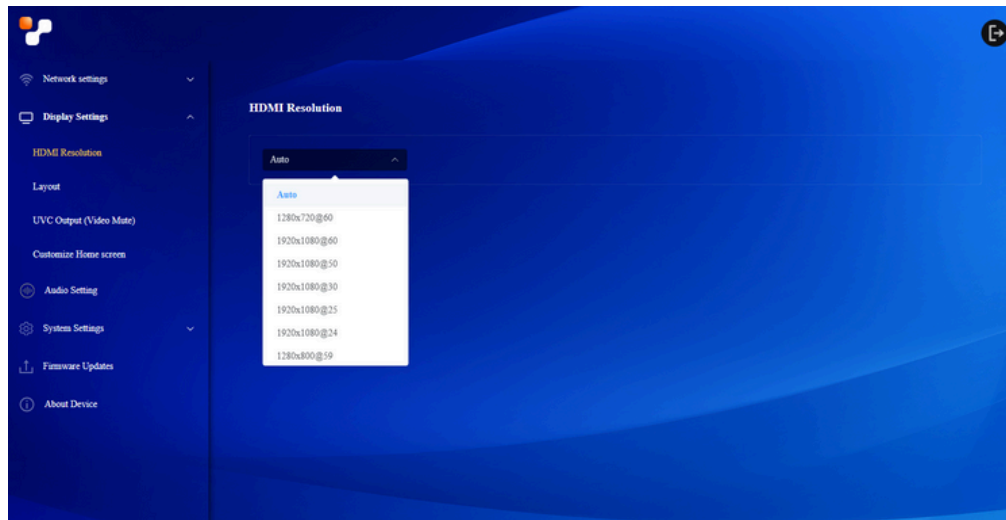 Network settings
Display Settings
HDMI Resolution
Layout
UVC Output (Video Mute)
Customize Home screen
Audio Setting
System Settings
Firmware Updates
About Device
HDMI Resolution
Auto
Auto
1280x720@60
1920x1080@60
1920x1080@50
1920x1080@30
1920x1080@25
1920x1080@24
1280x800@59